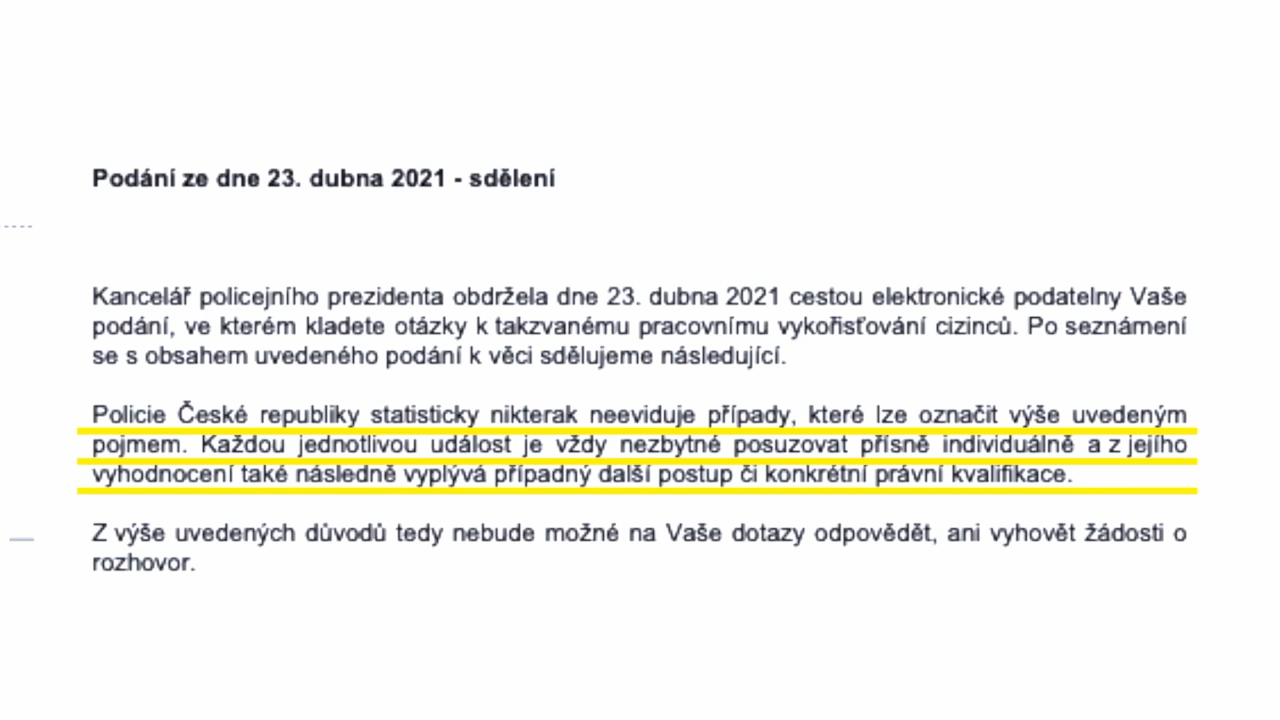 Podání ze dne 23. dubna 2021 - sdělení
Kancelář policejního prezidenta obdržela dne 23. dubna 2021 cestou elektronické podatelny Vaše
podání, ve kterém kladete otázky k takzvanému pracovnímu vykořisťování cizinců. Po seznámení
se s obsahem uvedeného podání k věci sdělujeme následující.
Policie České republiky statisticky nikterak neeviduje případy, které lze označit výše uvedeným
pojmem. Každou jednotlivou událost je vždy nezbytné posuzovat přísně individuálně a z jejího
vyhodnocení také následně vyplývá případný další postup či konkrétní právní kvalifikace.
Z výše uvedených důvodů tedy nebude možné na Vaše dotazy odpovědět, ani vyhovět žádosti o
rozhovor.